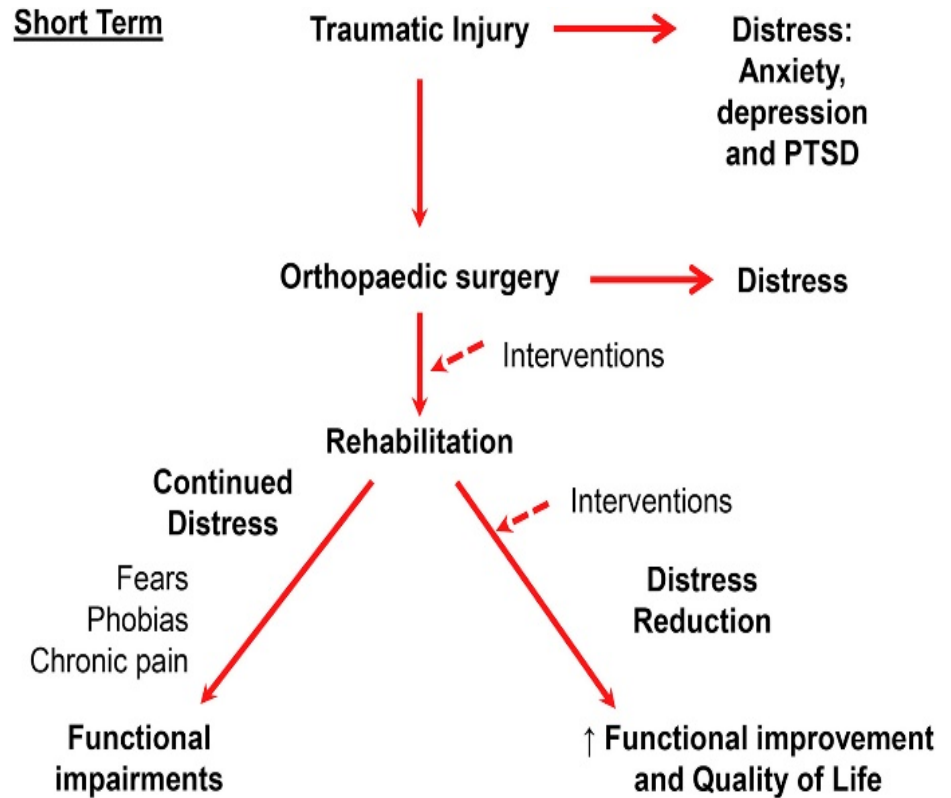 Short Term
Traumatic Injury
Distress:
Anxiety,
depression
and PTSD
Orthopaedic surgery
Distress
Interventions
Rehabilitation
Continued
Distress
Interventions
Fears
Phobias
Chronic pain
Distress
Reduction
Functional
impairments
↑ Functional improvement
and Quality of Life